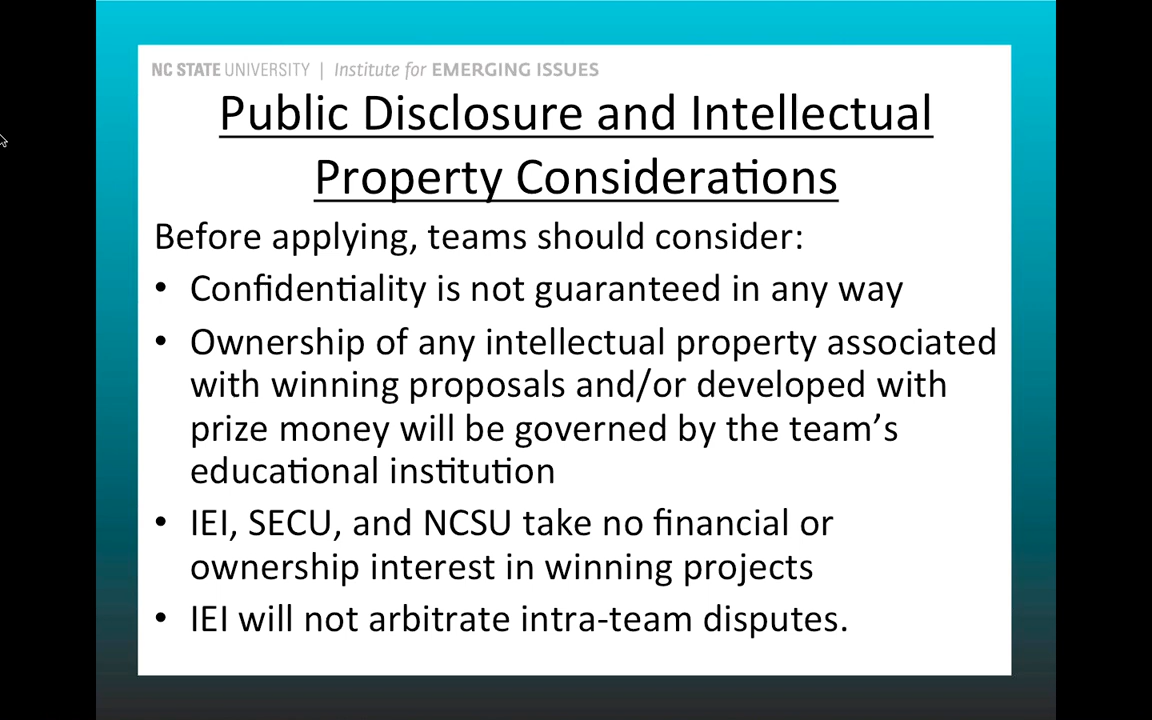 NC STATE UNIVERSITY | Institute for EMERGING ISSUES
Public Disclosure and Intellectual
Property Considerations
Before applying, teams should consider:
• Confidentiality is not guaranteed in any way
• Ownership of any intellectual property associated
with winning proposals and/or developed with
prize money will be governed by the team’s
educational institution
• IEI, SECU, and NCSU take no financial or
ownership interest in winning projects
• IEI will not arbitrate intra-team disputes.